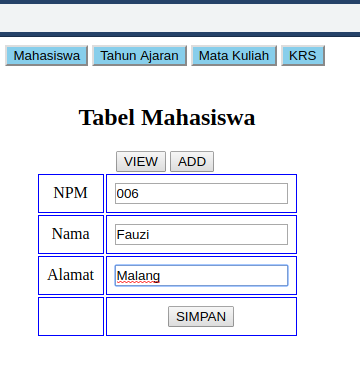 Mahasiswa Tahun Ajaran Mata Kuliah KRS
Tabel Mahasiswa
VIEW ADD
NPM 006
Nama Fauzi
Alamat Malang
SIMPAN